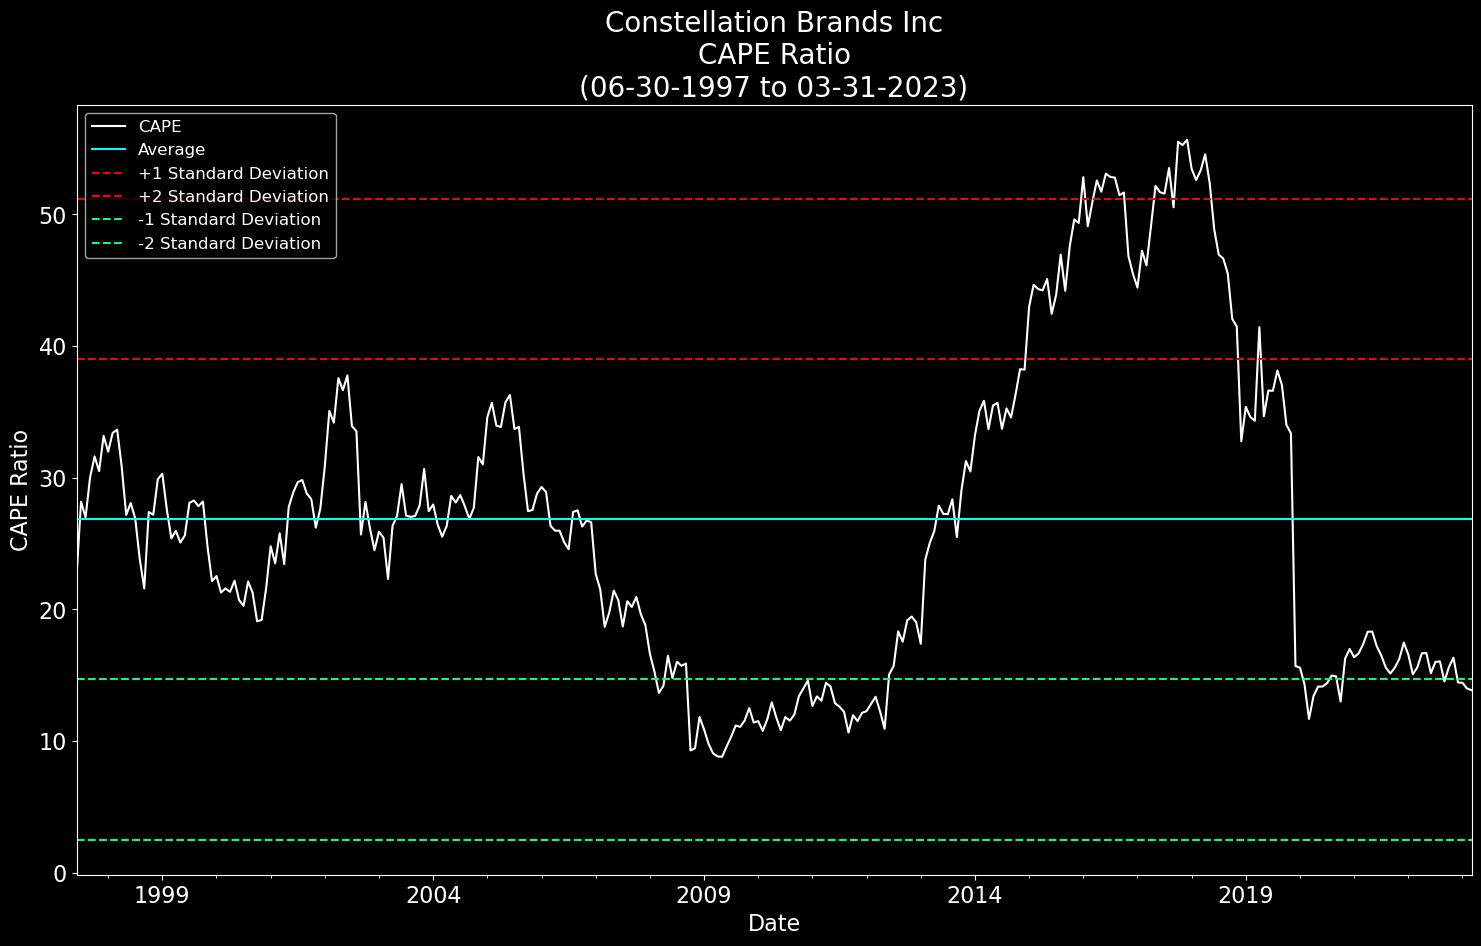 Constellation Brands Inc
CAPE Ratio
(06-30-1997 to 03-31-2023)
CAPE
Average
+1 Standard Deviation
+2 Standard Deviation
-1 Standard Deviation
-2 Standard Deviation
50
40
30
20
10
0
CAPE Ratio
1999 2004 2009 2014 2019
Date